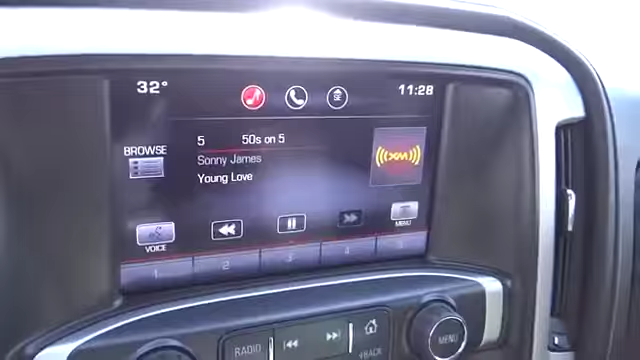 32° 11:28
BROWSE
5 50s on 5
Sonny James
Young Love
((XM))
VOICE
MENU
1 2 3 4 5
RADIO
BACK
MENU